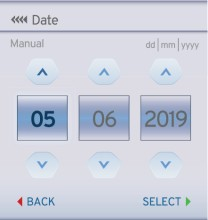 Date
Manual dd | mm | yyyy
05 06 2019
BACK SELECT